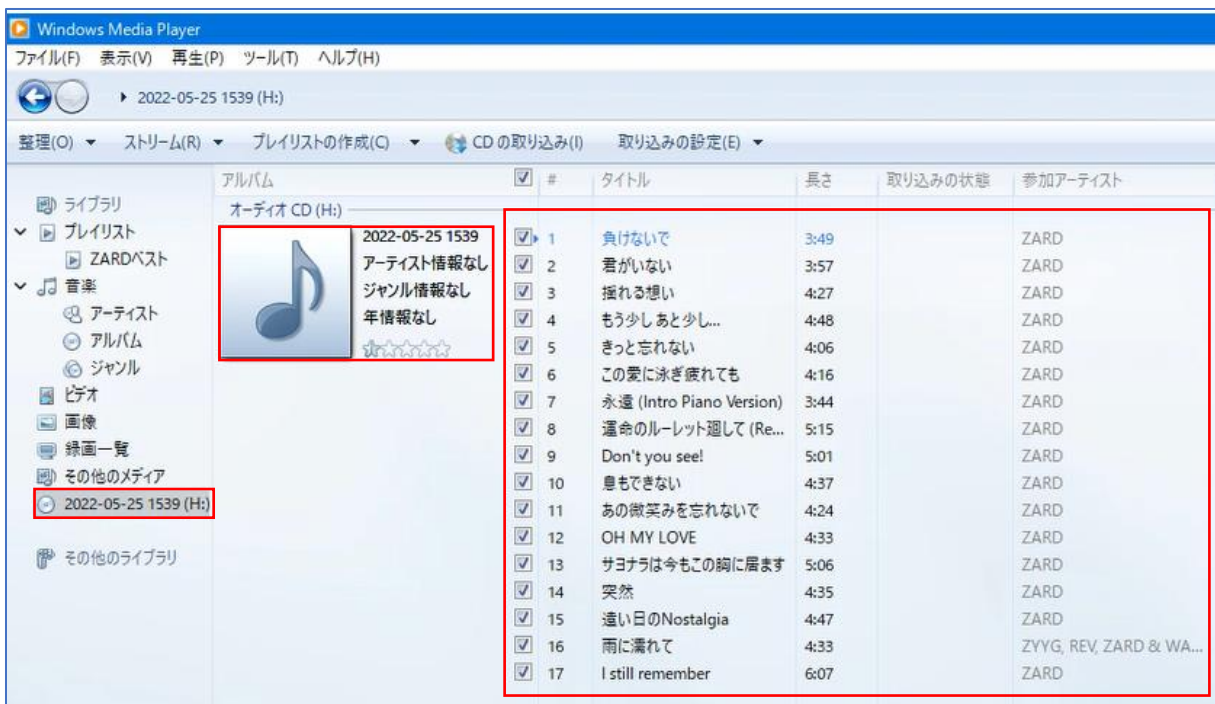 Windows Media Player
ファイル(F) 表示(V) 再生(P) ツール(T) ヘルプ(H)
2022-05-25 1539 (H:)
整理(O) ストリーム(R) プレイリストの作成(C) CD の取り込み(I) 取り込みの設定(E)
アルバム # タイトル 長さ 取り込みの状態 参加アーティスト
ライブラリ
プレイリスト
ZARDベスト
音楽
アーティスト
アルバム
ジャンル
ビデオ
画像
録画一覧
その他のメディア
2022-05-25 1539 (H:)
その他のライブラリ
オーディオ CD (H:)
2022-05-25 1539
アーティスト情報なし
ジャンル情報なし
年情報なし
1 負けないで 3:49 ZARD
2 君がいない 3:57 ZARD
3 揺れる想い 4:27 ZARD
4 もう少し あと少し... 4:48 ZARD
5 きっと忘れない 4:06 ZARD
6 この愛に泳ぎ疲れても 4:16 ZARD
7 永遠 (Intro Piano Version) 3:44 ZARD
8 運命のルーレット廻して (Re... 5:15 ZARD
9 Don't you see! 5:01 ZARD
10 息もできない 4:37 ZARD
11 あの微笑みを忘れないで 4:24 ZARD
12 OH MY LOVE 4:33 ZARD
13 サヨナラは今もこの胸に居ます 5:06 ZARD
14 突然 4:35 ZARD
15 遠い日のNostalgia 4:47 ZARD
16 雨に濡れて 4:33 ZYYG, REV, ZARD & WA...
17 I still remember 6:07 ZARD